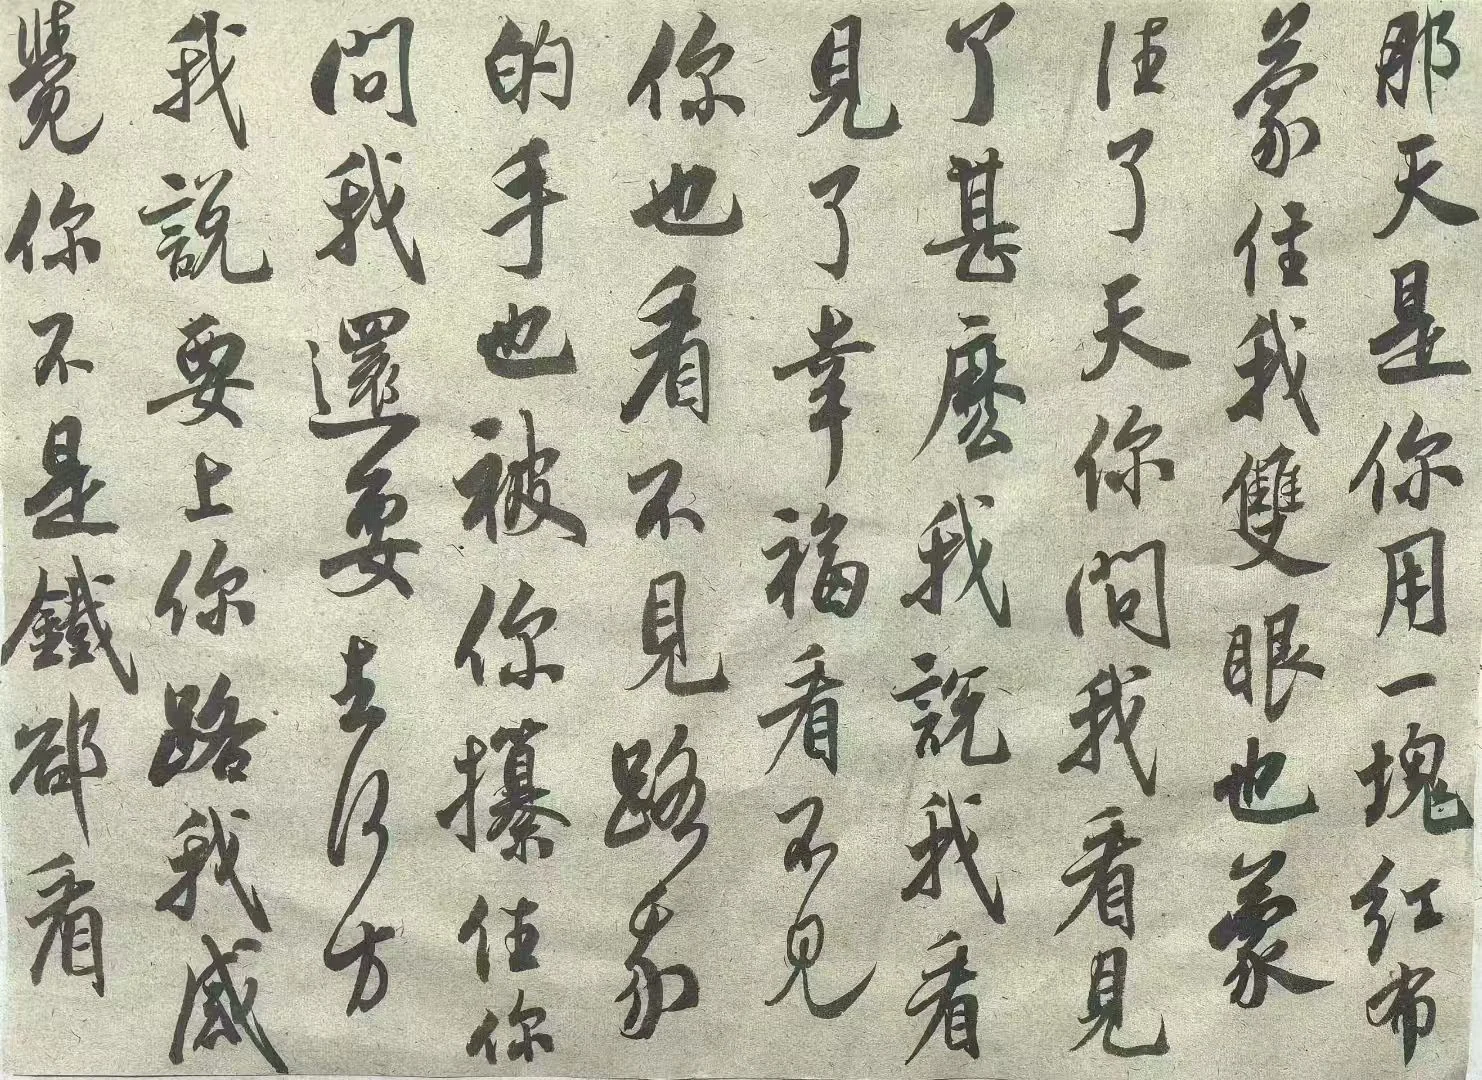 那天是你用一塊紅布
蒙住我雙眼也蒙
住了天你問我看見
了甚麼我說我看
見了幸福看不見
你也看不見路我
的手也被你攥住你
問我還要去何方
我說要上你路我感
覺你不是鐵卻看